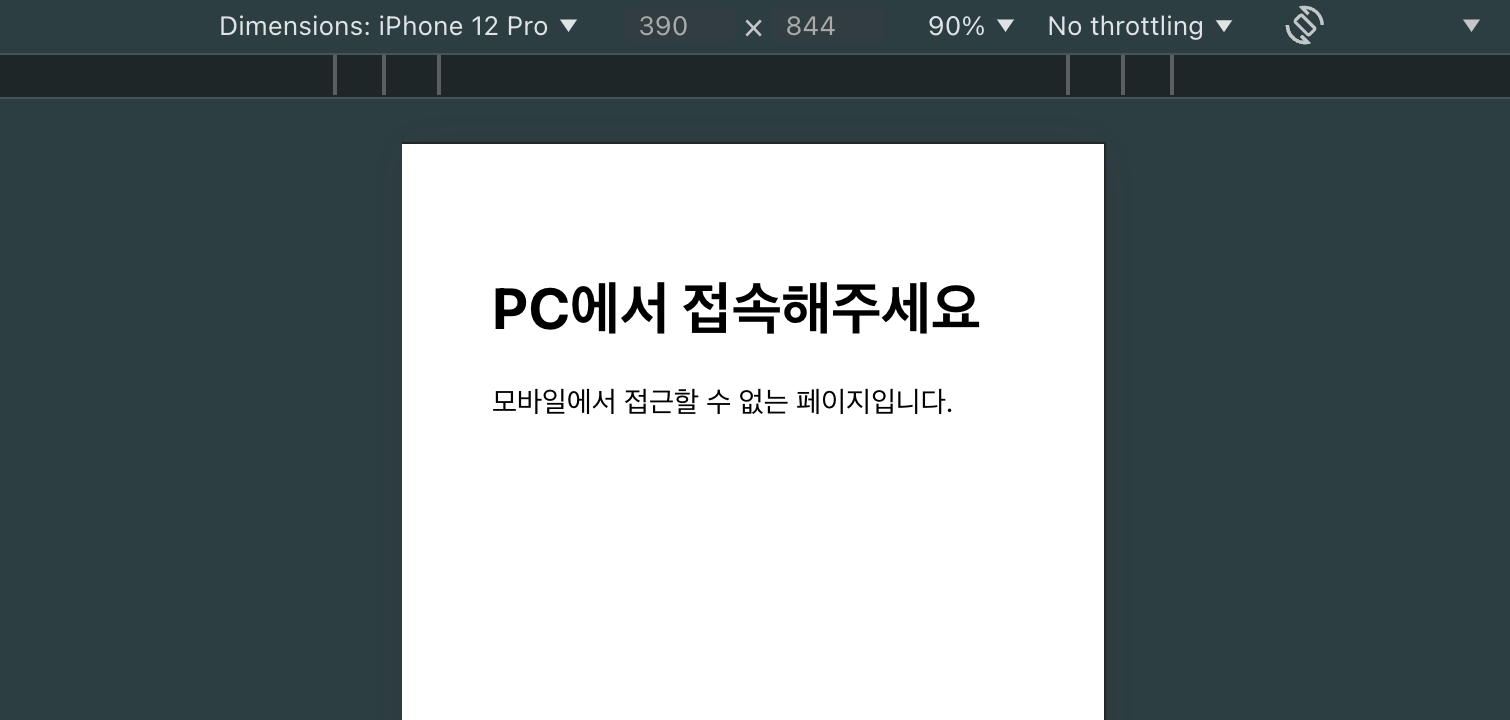 Dimensions: iPhone 12 Pro ▼ 390 × 844 90% ▼ No throttling ▼
PC에서 접속해주세요
모바일에서 접근할 수 없는 페이지입니다.